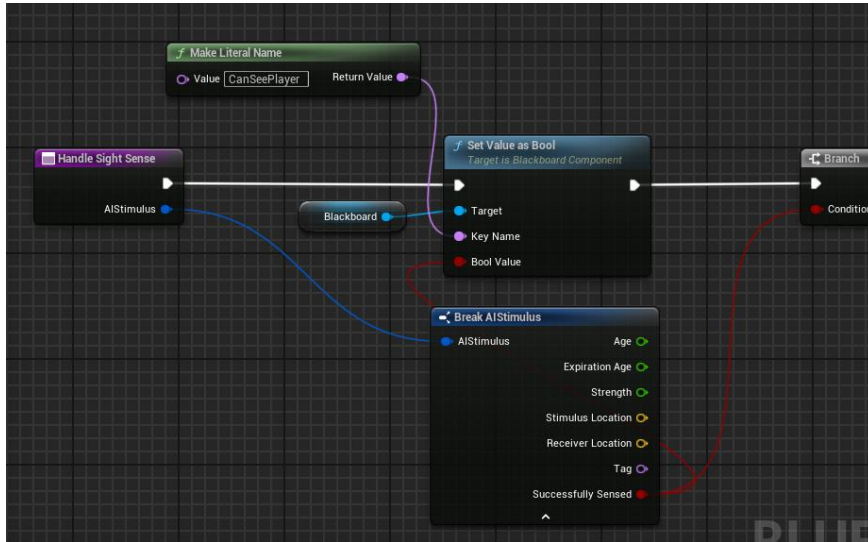 Make Literal Name
Value CanSeePlayer Return Value
Handle Sight Sense
AIStimulus
Blackboard
Set Value as Bool
Target is Blackboard Component
Target
Key Name
Bool Value
Branch
Condition
Break AIStimulus
AIStimulus Age
Expiration Age
Strength
Stimulus Location
Receiver Location
Tag
Successfully Sensed